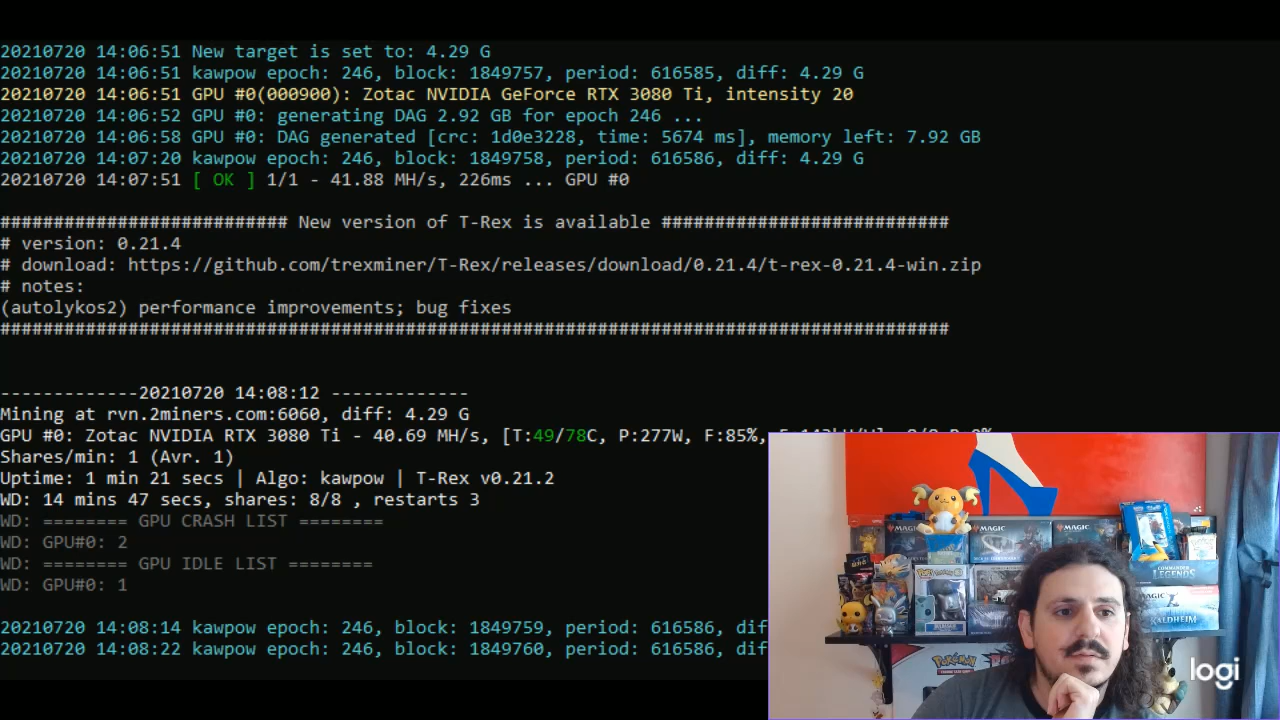 20210720 14:06:51 New target is set to: 4.29 G
20210720 14:06:51 kawpow epoch: 246, block: 1849757, period: 616585, diff: 4.29 G
20210720 14:06:51 GPU #0(000900): Zotac NVIDIA GeForce RTX 3080 Ti, intensity 20
20210720 14:06:52 GPU #0: generating DAG 2.92 GB for epoch 246 ...
20210720 14:06:58 GPU #0: DAG generated [crc: 1d0e3228, time: 5674 ms], memory left: 7.92 GB
20210720 14:07:20 kawpow epoch: 246, block: 1849758, period: 616586, diff: 4.29 G
20210720 14:07:51 [ OK ] 1/1 - 41.88 MH/s, 226ms ... GPU #0
########################### New version of T-Rex is available ###########################
# version: 0.21.4
# download: https://github.com/trexminer/T-Rex/releases/download/0.21.4/t-rex-0.21.4-win.zip
# notes:
(autolykos2) performance improvements; bug fixes
#########################################################################################
-------------20210720 14:08:12 -------------
Mining at rvn.2miners.com:6060, diff: 4.29 G
GPU #0: Zotac NVIDIA RTX 3080 Ti - 40.69 MH/s, [T:49/78C, P:277W, F:85%,
Shares/min: 1 (Avr. 1)
Uptime: 1 min 21 secs | Algo: kawpow | T-Rex v0.21.2
WD: 14 mins 47 secs, shares: 8/8 , restarts 3
WD: ======== GPU CRASH LIST ========
WD: GPU#0: 2
WD: ======== GPU IDLE LIST ========
WD: GPU#0: 1
20210720 14:08:14 kawpow epoch: 246, block: 1849759, period: 616586, dif
20210720 14:08:22 kawpow epoch: 246, block: 1849760, period: 616586, dif
MAGIC
MAGIC
MAGIC
COMMANDER
LEGENDS
MAGIC
KALDHEIM
POKÉMON
logi